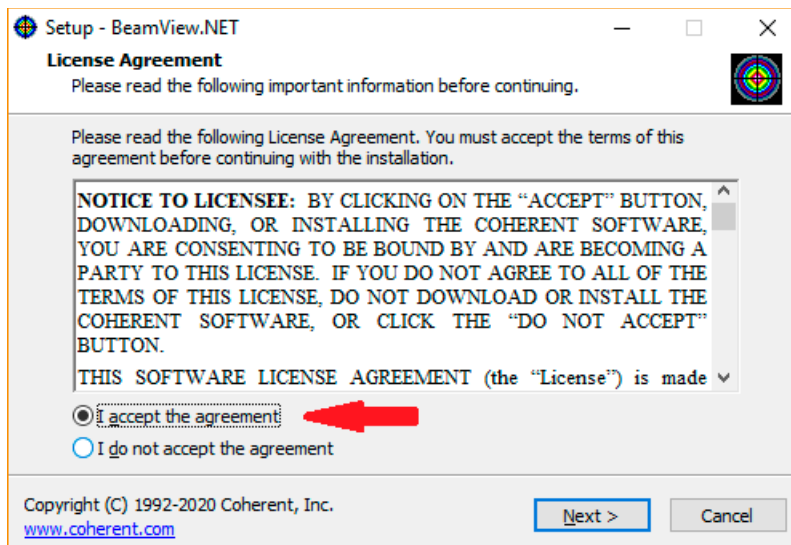 Setup - BeamView.NET
License Agreement
Please read the following important information before continuing.
Please read the following License Agreement. You must accept the terms of this
agreement before continuing with the installation.
NOTICE TO LICENSEE: BY CLICKING ON THE “ACCEPT” BUTTON,
DOWNLOADING, OR INSTALLING THE COHERENT SOFTWARE,
YOU ARE CONSENTING TO BE BOUND BY AND ARE BECOMING A
PARTY TO THIS LICENSE. IF YOU DO NOT AGREE TO ALL OF THE
TERMS OF THIS LICENSE, DO NOT DOWNLOAD OR INSTALL THE
COHERENT SOFTWARE, OR CLICK THE “DO NOT ACCEPT”
BUTTON.
THIS SOFTWARE LICENSE AGREEMENT (the “License”) is made
I accept the agreement
I do not accept the agreement
Copyright (C) 1992-2020 Coherent, Inc.
www.coherent.com
Next >
Cancel